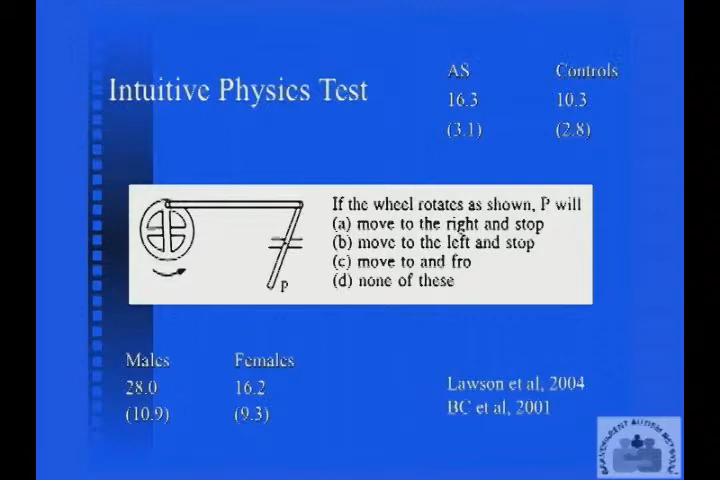 Intuitive Physics Test
AS Controls
16.3 10.3
(3.1) (2.8)
If the wheel rotates as shown, P will
(a) move to the right and stop
(b) move to the left and stop
(c) move to and fro
(d) none of these
P
Males Females
28.0 16.2
(10.9) (9.3)
Lawson et al, 2004
BC et al, 2001